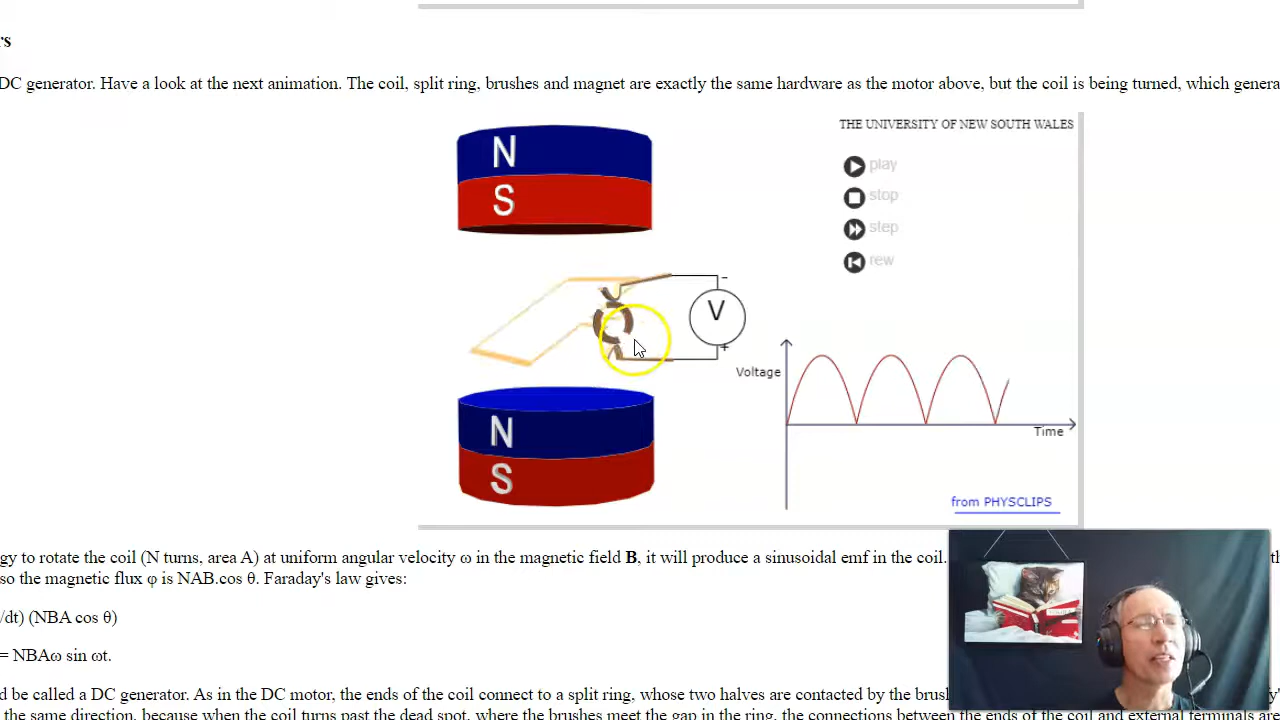 rs
DC generator. Have a look at the next animation. The coil, split ring, brushes and magnet are exactly the same hardware as the motor above, but the coil is being turned, which genera
THE UNIVERSITY OF NEW SOUTH WALES
N
S
play
stop
step
rew
-
V
+
Voltage
Time
N
S
from PHYSCLIPS
gy to rotate the coil (N turns, area A) at uniform angular velocity ω in the magnetic field B, it will produce a sinusoidal emf in the coil.
so the magnetic flux φ is NAB.cos θ. Faraday's law gives:
/dt) (NBA cos θ)
= NBAω sin ωt.
d be called a DC generator. As in the DC motor, the ends of the coil connect to a split ring, whose two halves are contacted by the brush
the same direction, because when the coil turns past the dead spot, where the brushes meet the gap in the ring, the connections between the ends of the coil and external terminals are